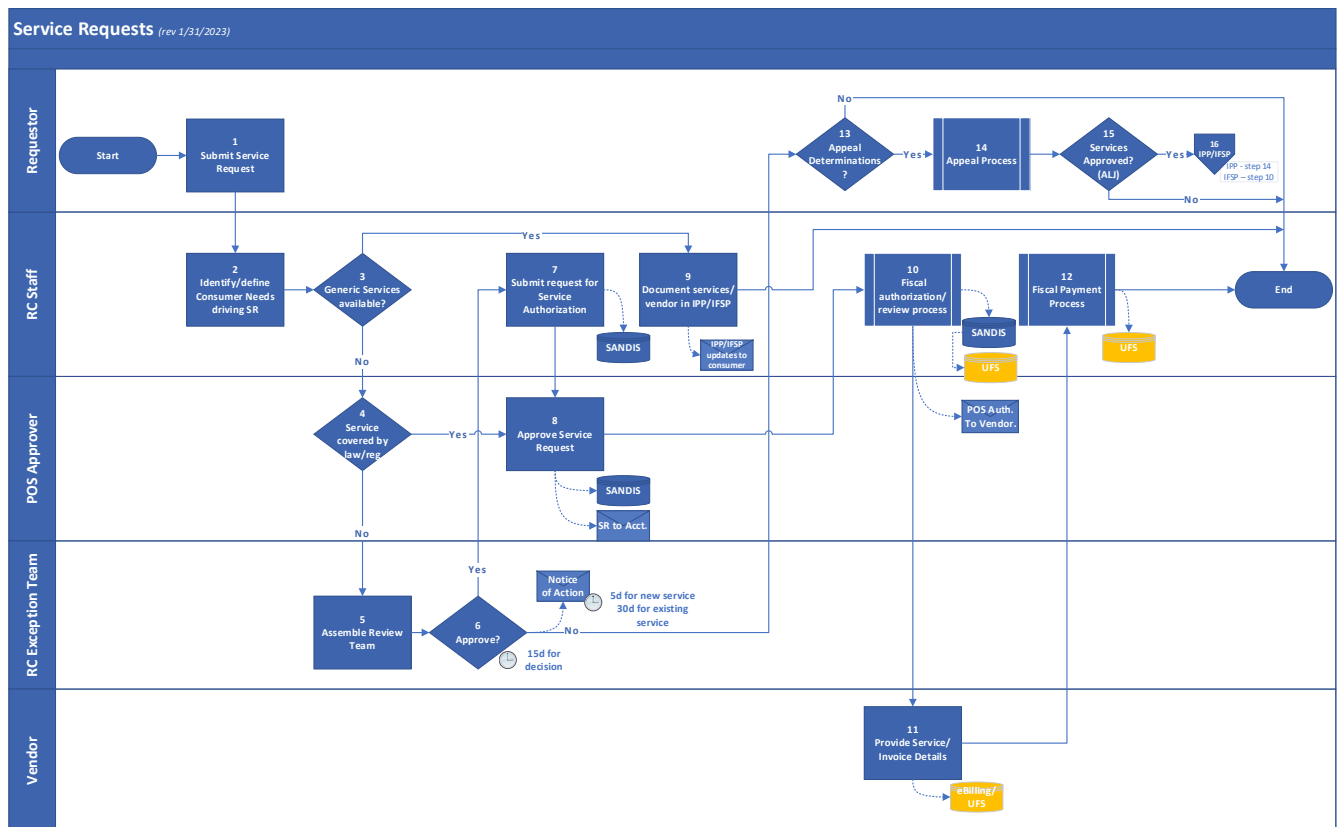 Service Requests (rev 1/31/2023)
Requestor
Start
1
Submit Service
Request
No
13
Appeal
Determinations
?
Yes
14
Appeal Process
15
Services
Approved?
(ALJ)
Yes
16
IPP/IFSP
IPP - step 14
IFSP – step 10
No
RC Staff
2
Identify/define
Consumer Needs
driving SR
3
Generic Services
available?
Yes
No
7
Submit request for
Service
Authorization
SANDIS
9
Document services/
vendor in IPP/IFSP
IPP/IFSP
updates to
consumer
10
Fiscal
authorization/
review process
SANDIS
UFS
12
Fiscal Payment
Process
UFS
End
POS Approver
4
Service
covered by
law/reg
Yes
No
8
Approve Service
Request
SANDIS
SR to Acct.
POS Auth.
To Vendor.
RC Exception Team
5
Assemble Review
Team
Yes
6
Approve?
No
15d for
decision
Notice
of Action
5d for new service
30d for existing
service
Vendor
11
Provide Service/
Invoice Details
eBilling/
UFS